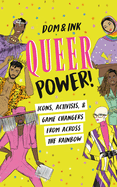 DOM & INK
QUEER
POWER!
ICONS, ACTIVISTS, &
GAME CHANGERS
FROM ACROSS
THE RAINBOW